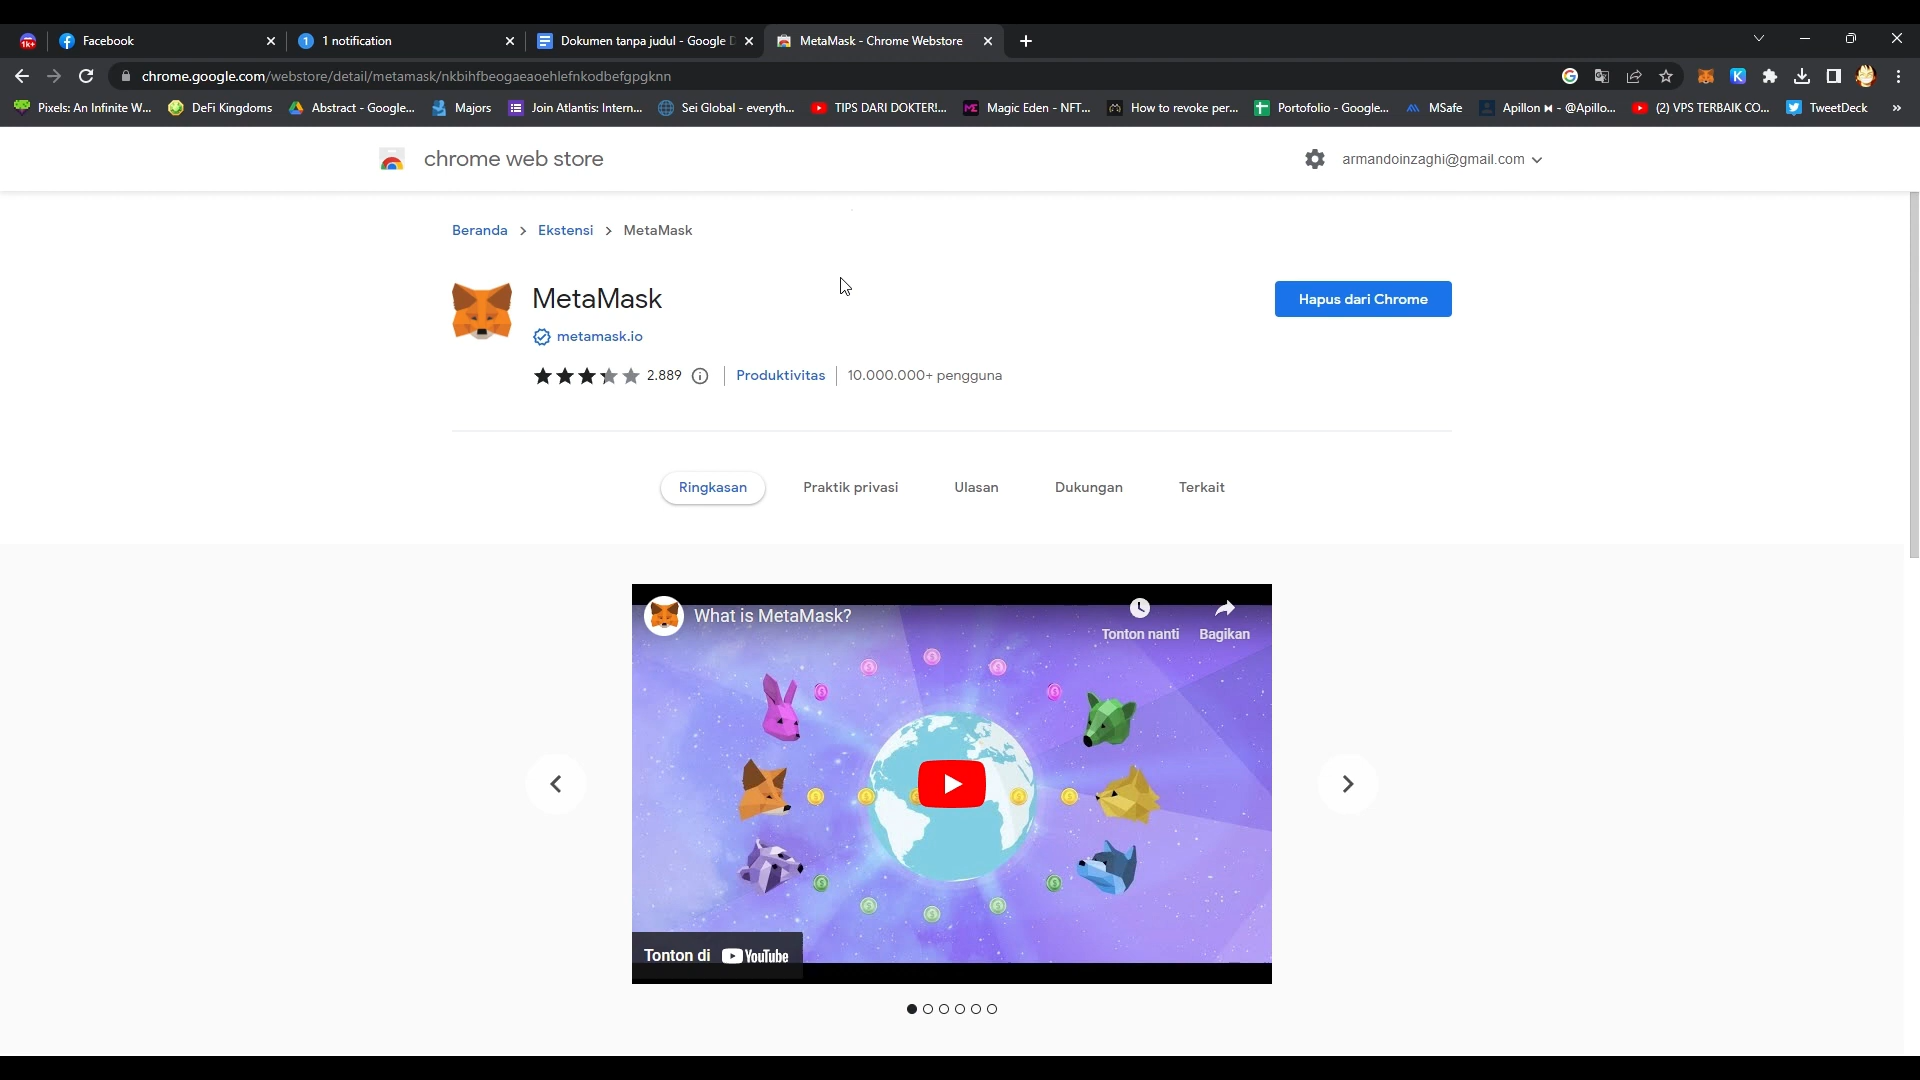 1k+
Facebook
1
1 notification
Dokumen tanpa judul - Google D
MetaMask - Chrome Webstore
chrome.google.com/webstore/detail/metamask/nkbihfbeogaeaoehlefnkodbefgpgknn
Pixels: An Infinite W...
DeFi Kingdoms
Abstract - Google...
Majors
Join Atlantis: Intern...
Sei Global - everyth...
TIPS DARI DOKTER!...
Magic Eden - NFT...
How to revoke per...
Portofolio - Google...
MSafe
Apillon ⧓ - @Apillo...
(2) VPS TERBAIK CO...
TweetDeck
chrome web store
armandoinzaghi@gmail.com
Beranda > Ekstensi > MetaMask
MetaMask
Hapus dari Chrome
metamask.io
2.889
Produktivitas
10.000.000+ pengguna
Ringkasan
Praktik privasi
Ulasan
Dukungan
Terkait
What is MetaMask?
Tonton nanti
Bagikan
Tonton di YouTube